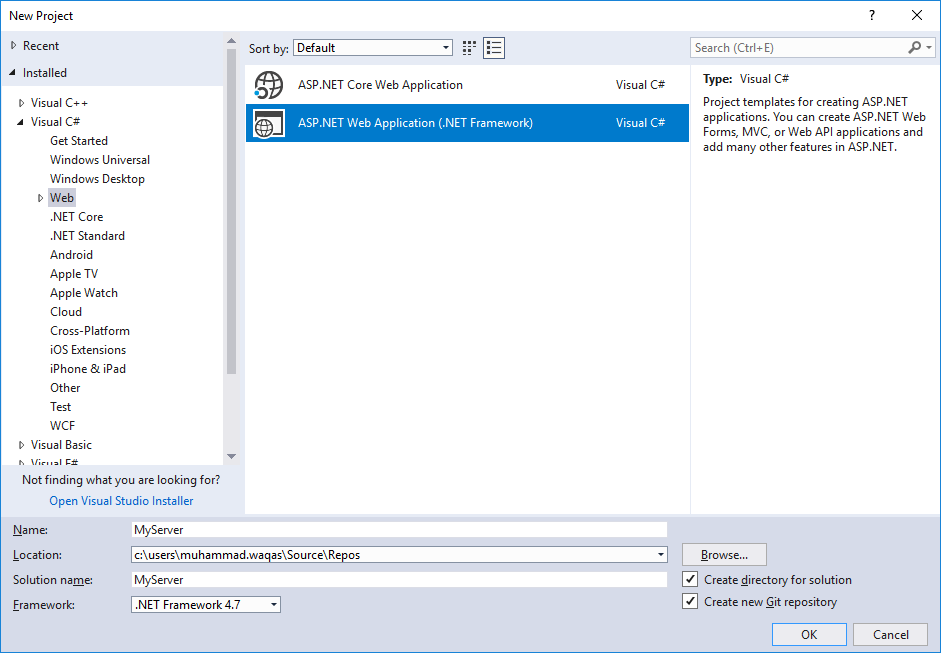 New Project
?
Recent
Installed
Visual C++
Visual C#
Get Started
Windows Universal
Windows Desktop
Web
.NET Core
.NET Standard
Android
Apple TV
Apple Watch
Cloud
Cross-Platform
iOS Extensions
iPhone & iPad
Other
Test
WCF
Visual Basic
Visual F#
Not finding what you are looking for?
Open Visual Studio Installer
Sort by: Default
ASP.NET Core Web Application Visual C#
ASP.NET Web Application (.NET Framework) Visual C#
Search (Ctrl+E)
Type: Visual C#
Project templates for creating ASP.NET
applications. You can create ASP.NET Web
Forms, MVC, or Web API applications and
add many other features in ASP.NET.
Name: MyServer
Location: c:\users\muhammad.waqas\Source\Repos
Browse...
Solution name: MyServer
Create directory for solution
Framework: .NET Framework 4.7
Create new Git repository
OK Cancel